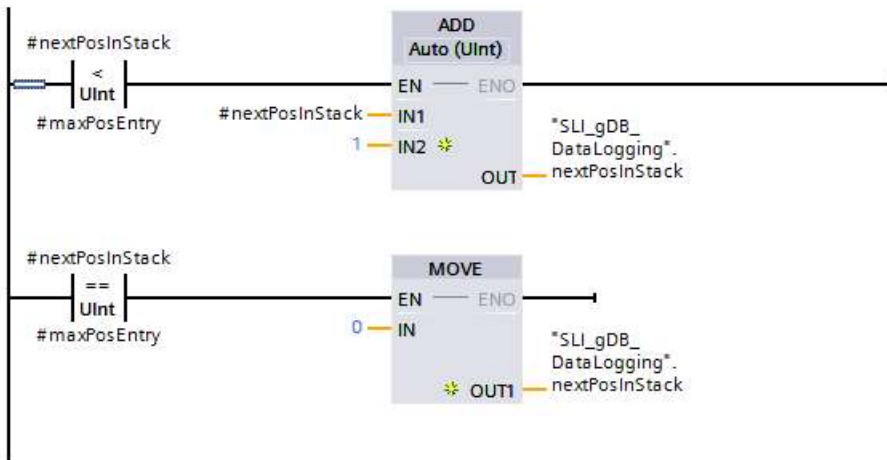 #nextPosInStack
<
UInt
#maxPosEntry
ADD
Auto (UInt)
EN ENO
#nextPosInStack IN1
1 IN2
OUT
"SLI_gDB_
DataLogging".
nextPosInStack
#nextPosInStack
==
UInt
#maxPosEntry
MOVE
EN ENO
0 IN
OUT1
"SLI_gDB_
DataLogging".
nextPosInStack